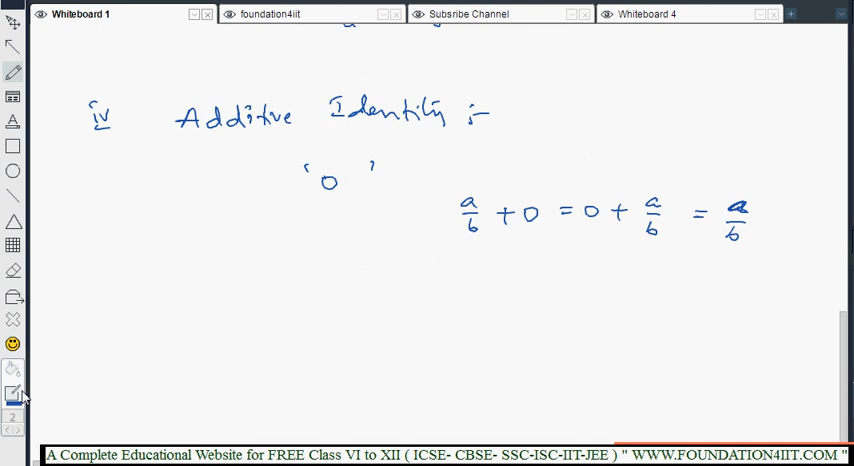 Whiteboard 1 foundation4iit Subsribe Channel Whiteboard 4
iv Additive Identity :-
' 0 '
a/b + 0 = 0 + a/b = a/b
2
A Complete Educational Website for FREE Class VI to XII ( ICSE- CBSE- SSC-ISC-IIT-JEE ) " WWW.FOUNDATION4IIT.COM "